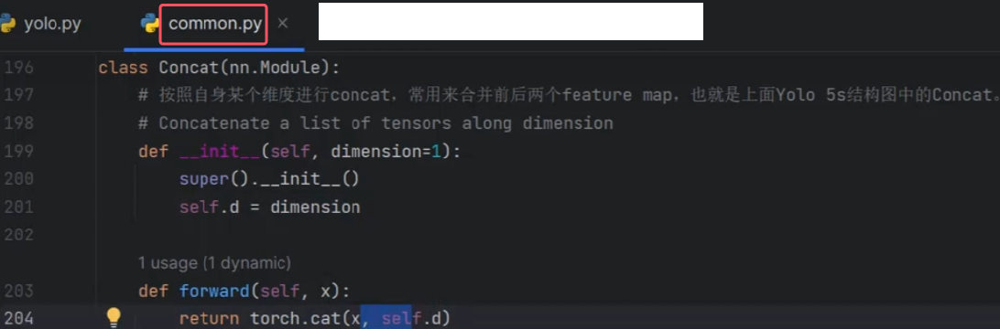 yolo.py common.py ×
196 class Concat(nn.Module):
197 # 按照自身某个维度进行concat，常用来合并前后两个feature map，也就是上面Yolo 5s结构图中的Concat。
198 # Concatenate a list of tensors along dimension
199 def __init__(self, dimension=1):
200 super().__init__()
201 self.d = dimension
202
1 usage (1 dynamic)
203 def forward(self, x):
204 return torch.cat(x, self.d)